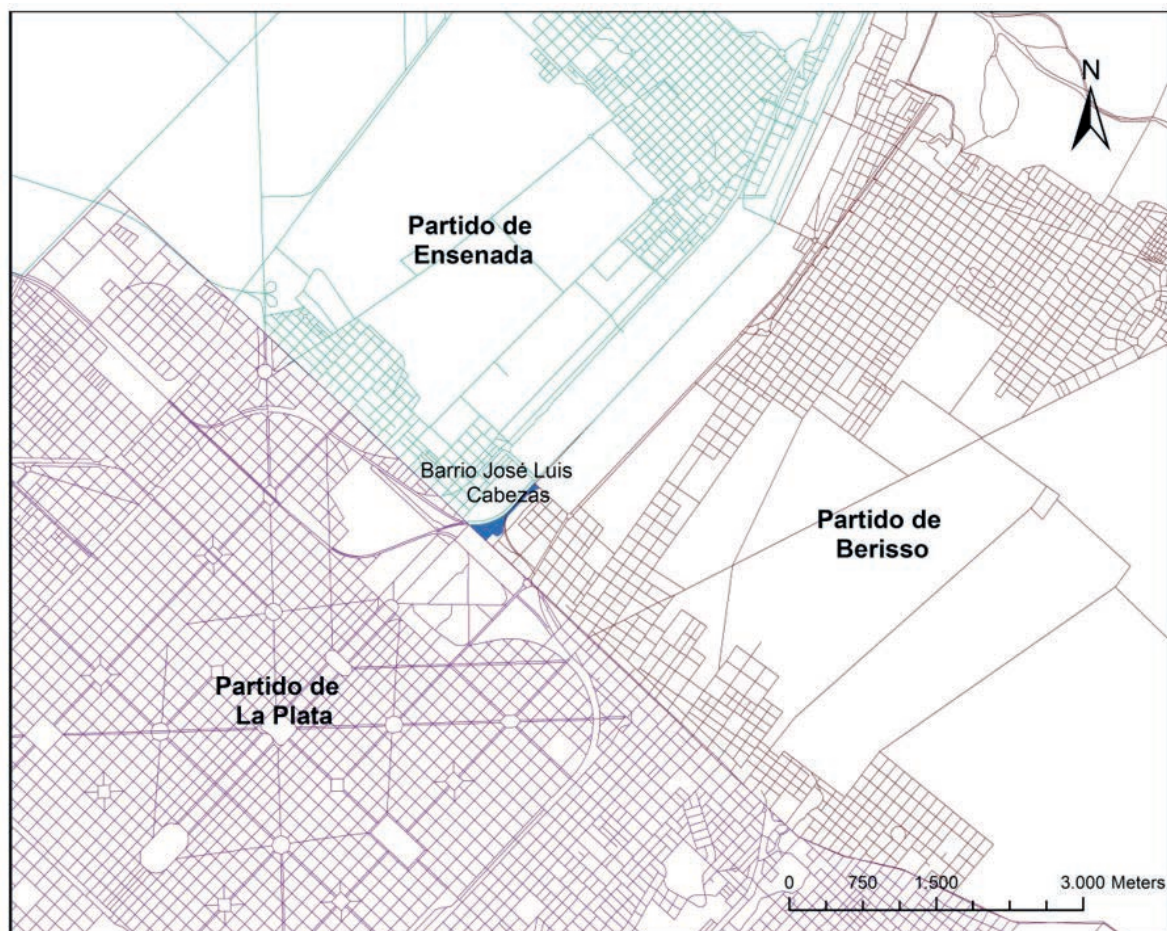 N
Partido de
Ensenada
Barrio José Luis
Cabezas
Partido de
Berisso
Partido de
La Plata
0 750 1.500 3.000 Meters